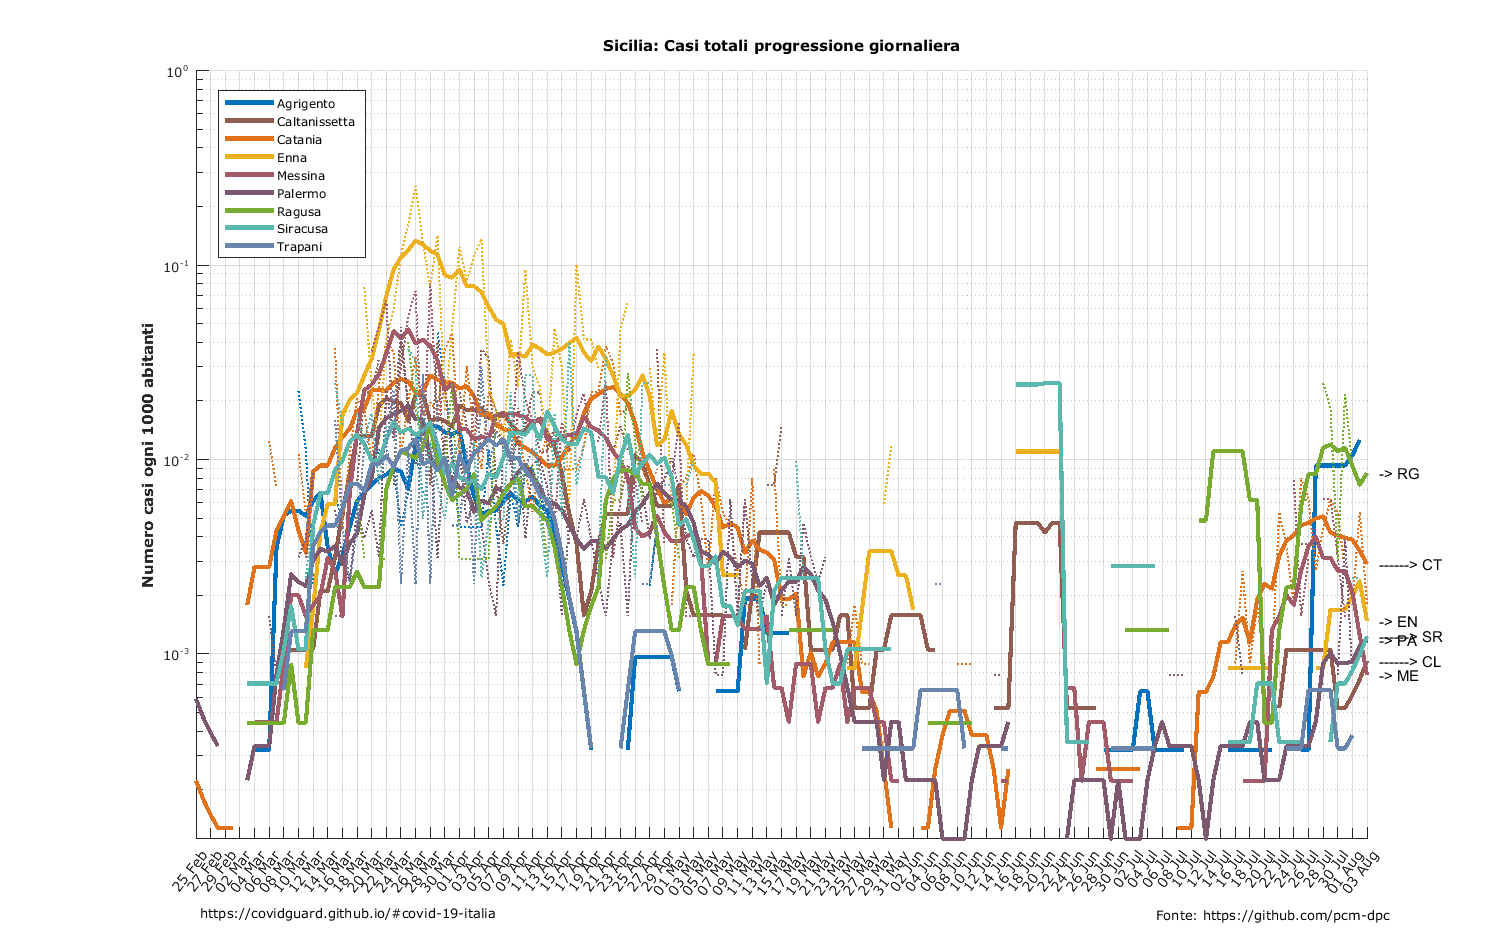 Sicilia: Casi totali progressione giornaliera
Numero casi ogni 1000 abitanti
10⁰
10⁻¹
10⁻²
10⁻³
Agrigento
Caltanissetta
Catania
Enna
Messina
Palermo
Ragusa
Siracusa
Trapani
-> RG
------> CT
-> EN
------> SR
-> PA
------> CL
-> ME
25 Feb
27 Feb
29 Feb
02 Mar
04 Mar
06 Mar
08 Mar
10 Mar
12 Mar
14 Mar
16 Mar
18 Mar
20 Mar
22 Mar
24 Mar
26 Mar
28 Mar
30 Mar
01 Apr
03 Apr
05 Apr
07 Apr
09 Apr
11 Apr
13 Apr
15 Apr
17 Apr
19 Apr
21 Apr
23 Apr
25 Apr
27 Apr
29 Apr
01 May
03 May
05 May
07 May
09 May
11 May
13 May
15 May
17 May
19 May
21 May
23 May
25 May
27 May
29 May
31 May
02 Jun
04 Jun
06 Jun
08 Jun
10 Jun
12 Jun
14 Jun
16 Jun
18 Jun
20 Jun
22 Jun
24 Jun
26 Jun
28 Jun
30 Jun
02 Jul
04 Jul
06 Jul
08 Jul
10 Jul
12 Jul
14 Jul
16 Jul
18 Jul
20 Jul
22 Jul
24 Jul
26 Jul
28 Jul
30 Jul
01 Aug
03 Aug
https://covidguard.github.io/#covid-19-italia
Fonte: https://github.com/pcm-dpc